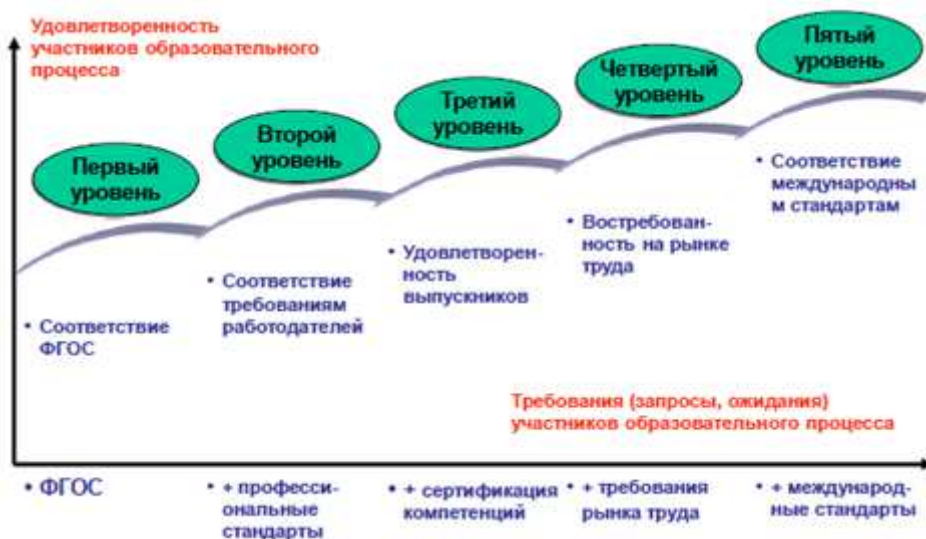 Удовлетворенность
участников образовательного
процесса
Первый
уровень
Второй
уровень
Третий
уровень
Четвертый
уровень
Пятый
уровень
• Соответствие
ФГОС
• Соответствие
требованиям
работодателей
• Удовлетворен-
ность
выпускников
• Востребован-
ность на рынке
труда
• Соответствие
международны
м стандартам
Требования (запросы, ожидания)
участников образовательного процесса
• ФГОС
• + професси-
ональные
стандарты
• + сертификация
компетенций
• + требования
рынка труда
• + международ-
ные стандарты